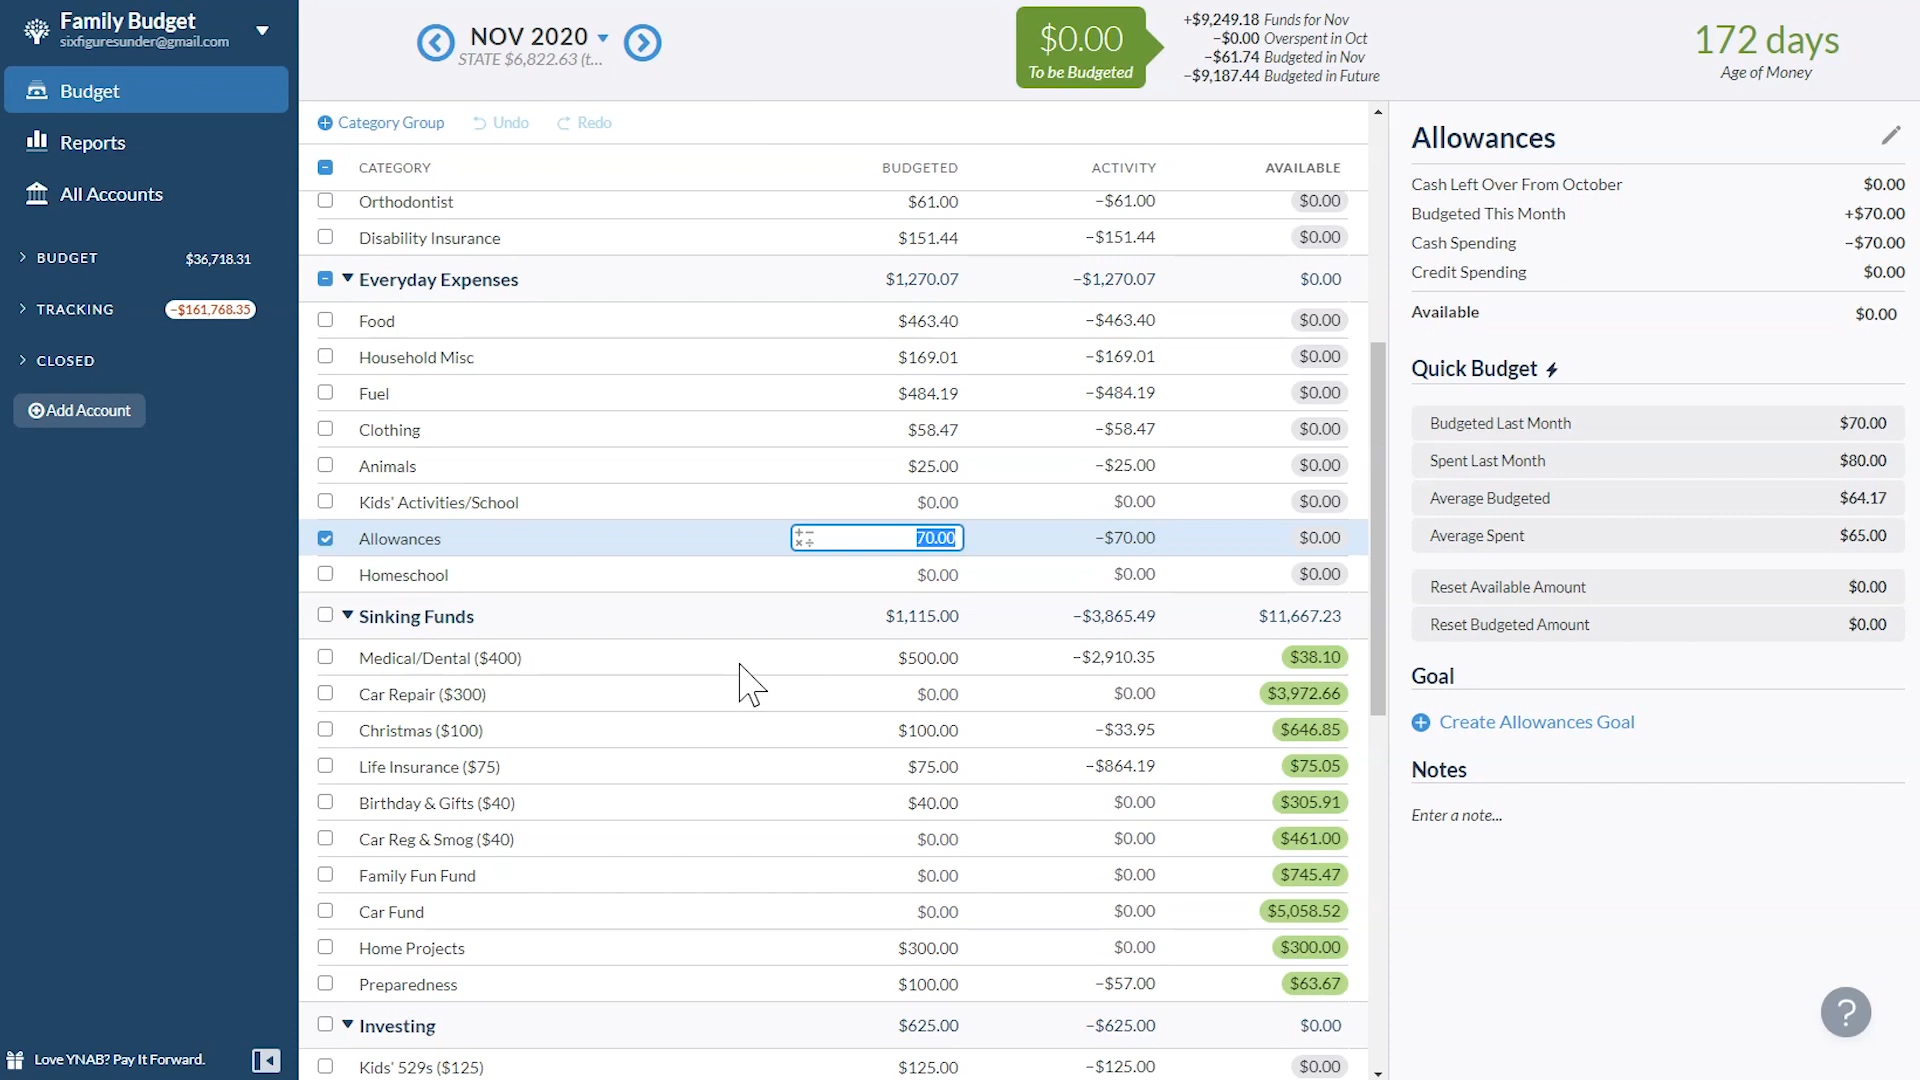 Family Budget
sixfiguresunder@gmail.com
Budget
Reports
All Accounts
BUDGET $36,718.31
TRACKING −$161,768.35
CLOSED
Add Account
Love YNAB? Pay It Forward.
NOV 2020
STATE $6,822.63 (t...
$0.00
To be Budgeted
+$9,249.18 Funds for Nov
−$0.00 Overspent in Oct
−$61.74 Budgeted in Nov
−$9,187.44 Budgeted in Future
172 days
Age of Money
Category Group Undo Redo
CATEGORY BUDGETED ACTIVITY AVAILABLE
Orthodontist $61.00 −$61.00 $0.00
Disability Insurance $151.44 −$151.44 $0.00
Everyday Expenses $1,270.07 −$1,270.07 $0.00
Food $463.40 −$463.40 $0.00
Household Misc $169.01 −$169.01 $0.00
Fuel $484.19 −$484.19 $0.00
Clothing $58.47 −$58.47 $0.00
Animals $25.00 −$25.00 $0.00
Kids' Activities/School $0.00 $0.00 $0.00
Allowances 70.00 −$70.00 $0.00
Homeschool $0.00 $0.00 $0.00
Sinking Funds $1,115.00 −$3,865.49 $11,667.23
Medical/Dental ($400) $500.00 −$2,910.35 $38.10
Car Repair ($300) $0.00 $0.00 $3,972.66
Christmas ($100) $100.00 −$33.95 $646.85
Life Insurance ($75) $75.00 −$864.19 $75.05
Birthday & Gifts ($40) $40.00 $0.00 $305.91
Car Reg & Smog ($40) $0.00 $0.00 $461.00
Family Fun Fund $0.00 $0.00 $745.47
Car Fund $0.00 $0.00 $5,058.52
Home Projects $300.00 $0.00 $300.00
Preparedness $100.00 −$57.00 $63.67
Investing $625.00 −$625.00 $0.00
Kids' 529s ($125) $125.00 −$125.00 $0.00
Allowances
Cash Left Over From October $0.00
Budgeted This Month +$70.00
Cash Spending −$70.00
Credit Spending $0.00
Available $0.00
Quick Budget
Budgeted Last Month $70.00
Spent Last Month $80.00
Average Budgeted $64.17
Average Spent $65.00
Reset Available Amount $0.00
Reset Budgeted Amount $0.00
Goal
Create Allowances Goal
Notes
Enter a note...
?